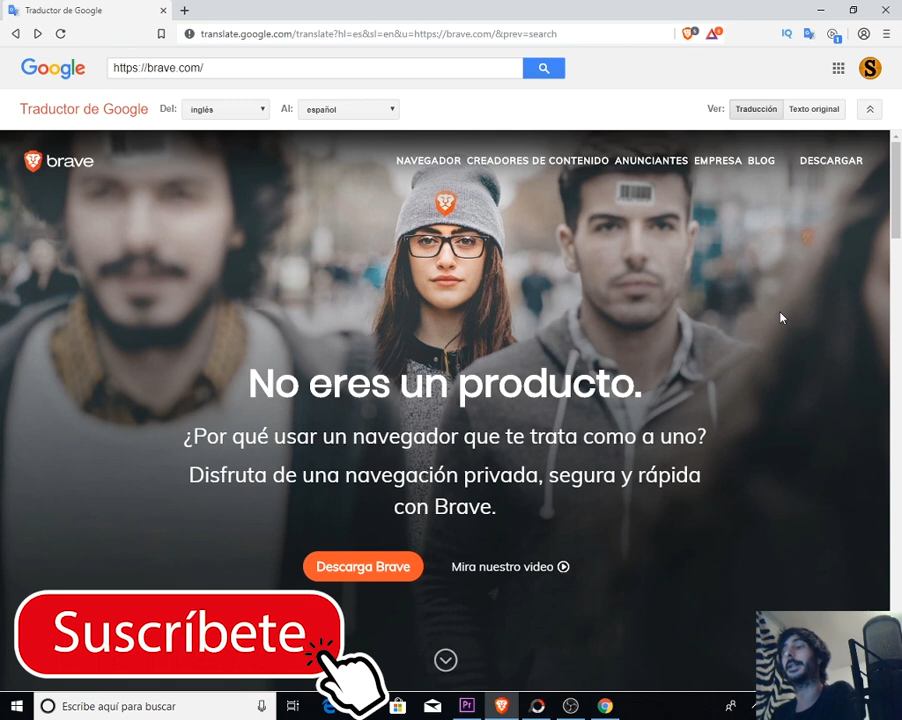 Traductor de Google
translate.google.com/translate?hl=es&sl=en&u=https://brave.com/&prev=search
Google
https://brave.com/
S
Traductor de Google
Del:
inglés
Al:
español
Ver:
Traducción
Texto original
brave
NAVEGADOR
CREADORES DE CONTENIDO
ANUNCIANTES
EMPRESA
BLOG
DESCARGAR
No eres un producto.
¿Por qué usar un navegador que te trata como a uno?
Disfruta de una navegación privada, segura y rápida
con Brave.
Descarga Brave
Mira nuestro video
Suscríbete
Escribe aquí para buscar
Pr